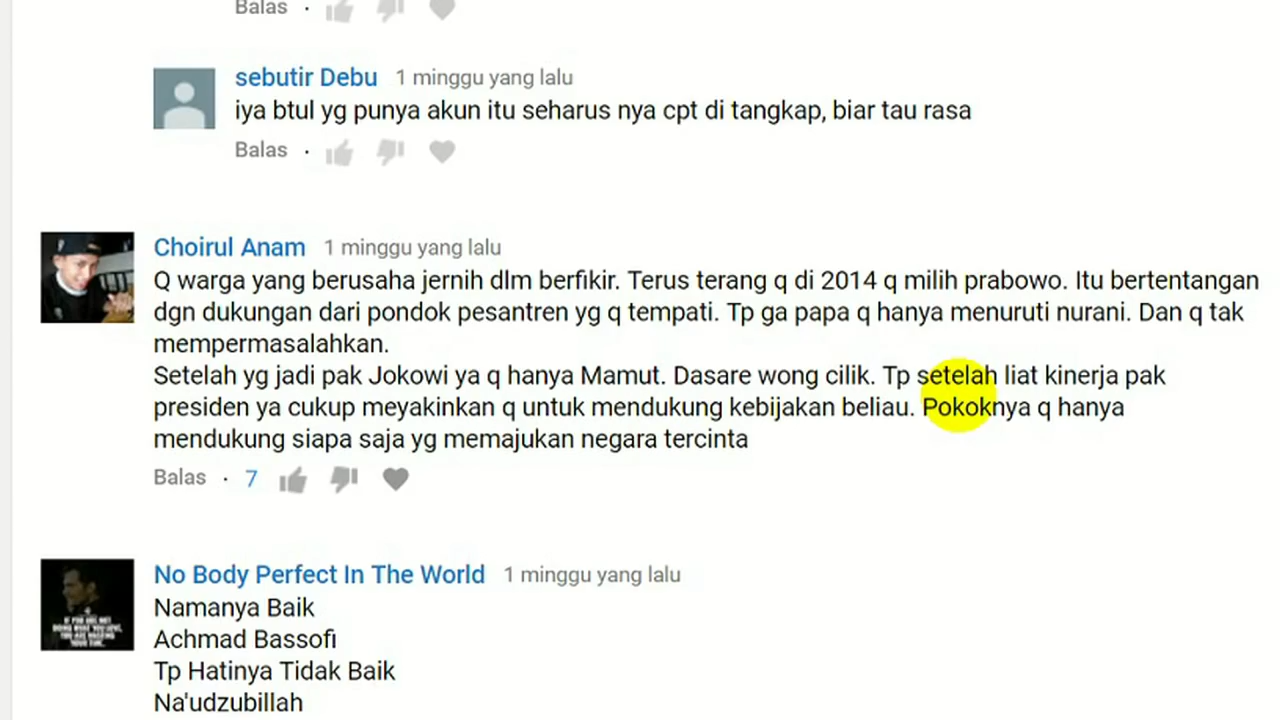 Balas ·
sebutir Debu 1 minggu yang lalu
iya btul yg punya akun itu seharus nya cpt di tangkap, biar tau rasa
Balas ·
Choirul Anam 1 minggu yang lalu
Q warga yang berusaha jernih dlm berfikir. Terus terang q di 2014 q milih prabowo. Itu bertentangan
dgn dukungan dari pondok pesantren yg q tempati. Tp ga papa q hanya menuruti nurani. Dan q tak
mempermasalahkan.
Setelah yg jadi pak Jokowi ya q hanya Mamut. Dasare wong cilik. Tp setelah liat kinerja pak
presiden ya cukup meyakinkan q untuk mendukung kebijakan beliau. Pokoknya q hanya
mendukung siapa saja yg memajukan negara tercinta
Balas · 7
No Body Perfect In The World 1 minggu yang lalu
Namanya Baik
Achmad Bassofi
Tp Hatinya Tidak Baik
Na'udzubillah